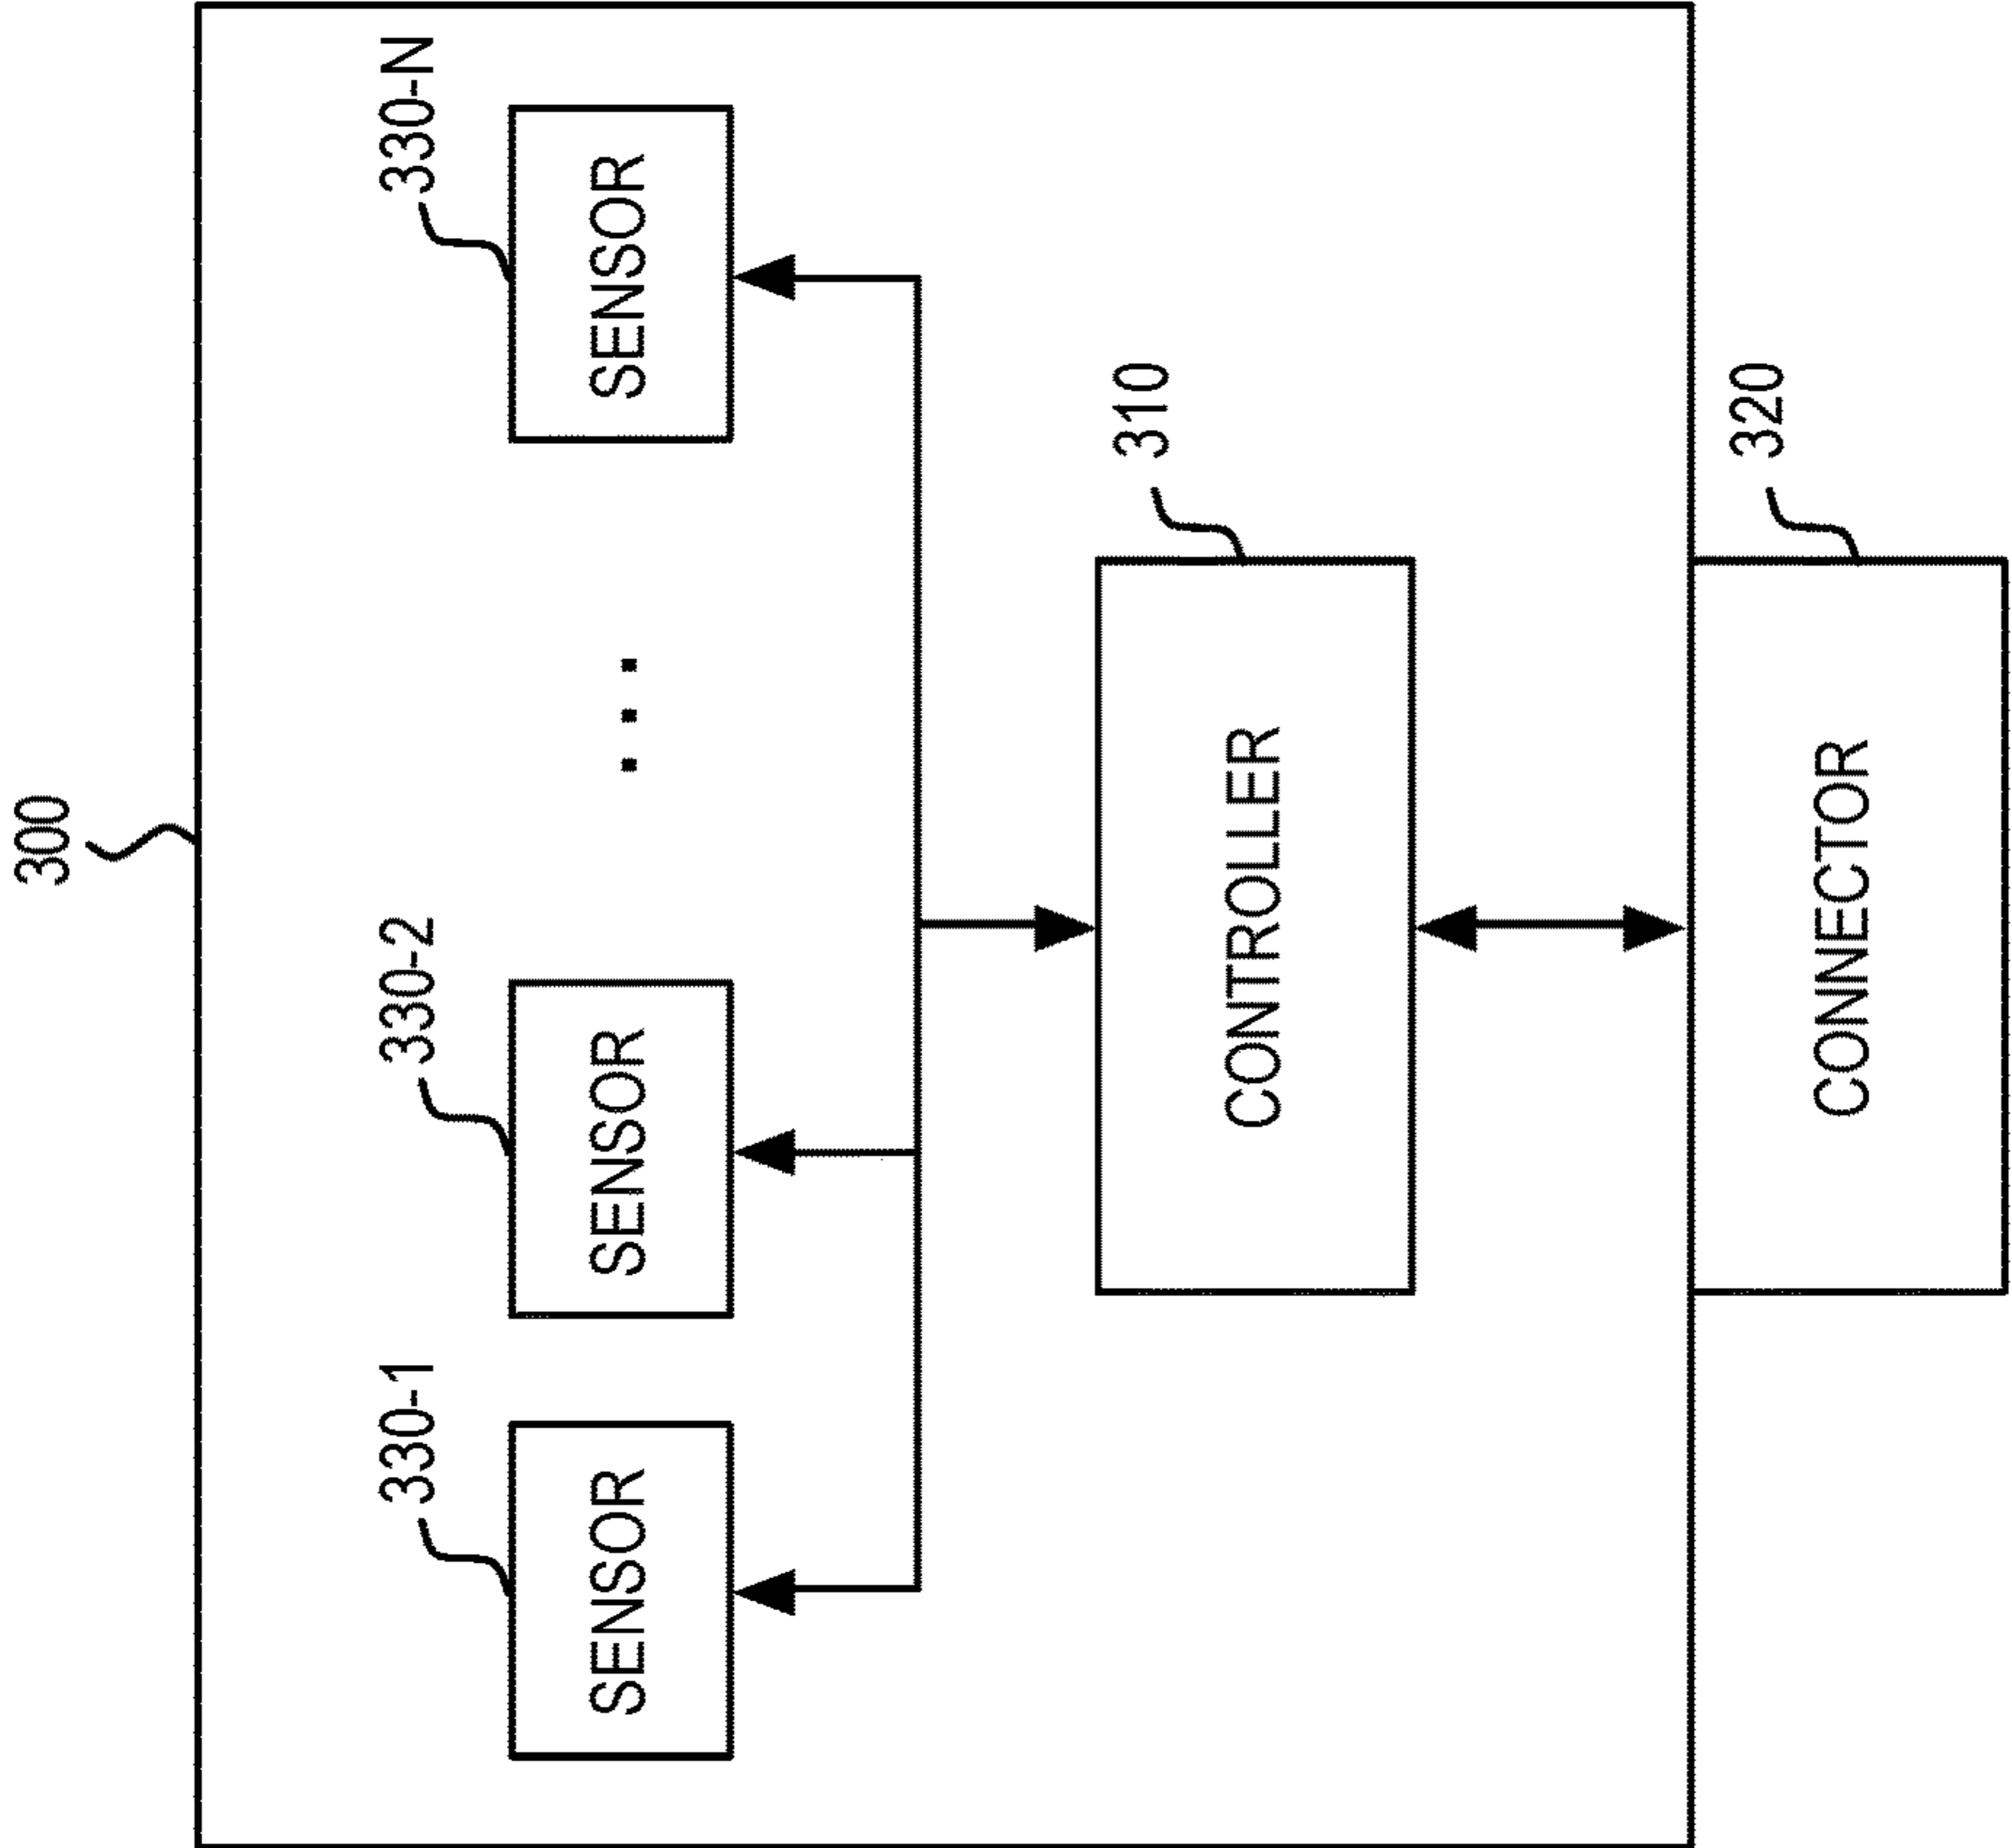 300
330-1
330-2
330-N
SENSOR
SENSOR
...
SENSOR
310
CONTROLLER
320
CONNECTOR